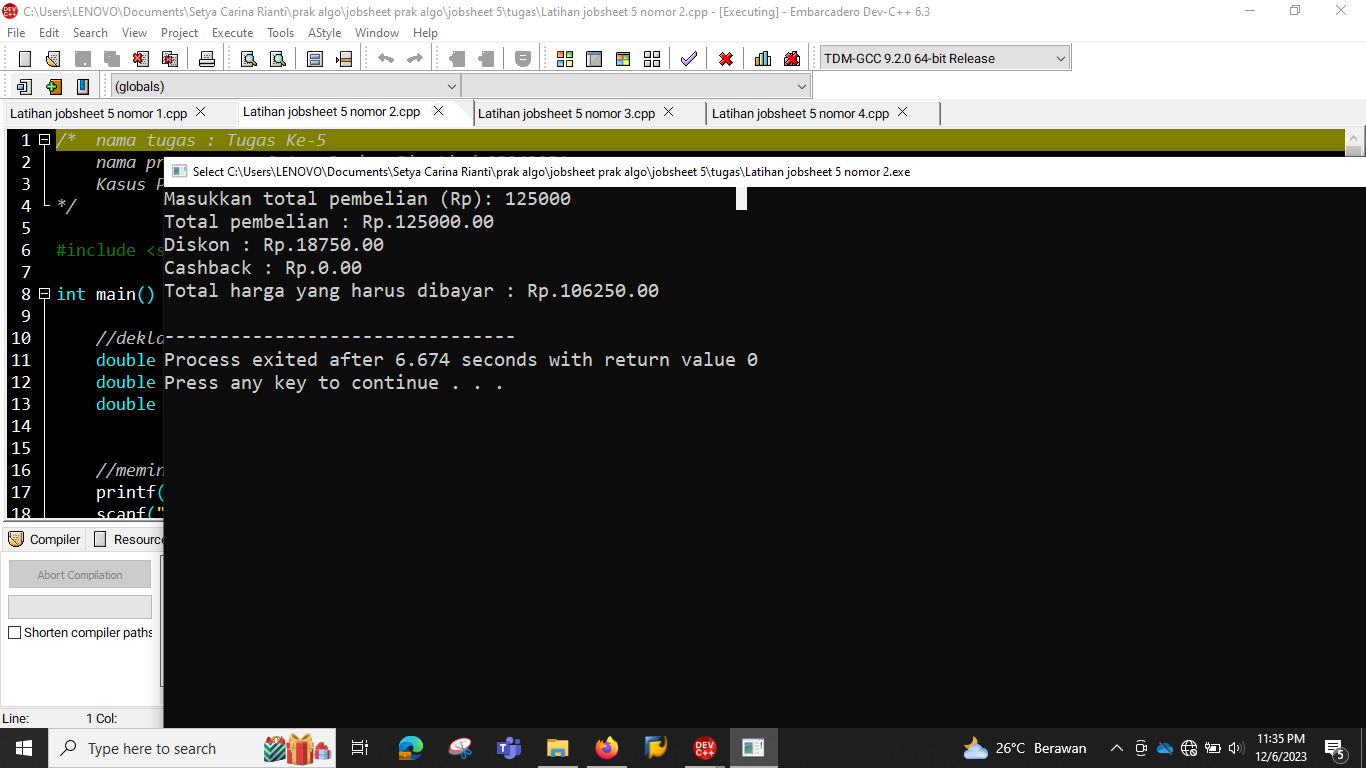 C:\Users\LENOVO\Documents\Setya Carina Rianti\prak algo\jobsheet prak algo\jobsheet 5\tugas\Latihan jobsheet 5 nomor 2.cpp - [Executing] - Embarcadero Dev-C++ 6.3
File Edit Search View Project Execute Tools AStyle Window Help
TDM-GCC 9.2.0 64-bit Release
(globals)
Latihan jobsheet 5 nomor 1.cpp Latihan jobsheet 5 nomor 2.cpp Latihan jobsheet 5 nomor 3.cpp Latihan jobsheet 5 nomor 4.cpp
1 /* nama tugas : Tugas Ke-5
2 nama pr
3 Kasus P
4 */
5
6 #include <s
7
8 int main()
9
10 //dekla
11 double
12 double
13 double
14
15
16 //memin
17 printf(
18 scanf("
Select C:\Users\LENOVO\Documents\Setya Carina Rianti\prak algo\jobsheet prak algo\jobsheet 5\tugas\Latihan jobsheet 5 nomor 2.exe
Masukkan total pembelian (Rp): 125000
Total pembelian : Rp.125000.00
Diskon : Rp.18750.00
Cashback : Rp.0.00
Total harga yang harus dibayar : Rp.106250.00
--------------------------------
Process exited after 6.674 seconds with return value 0
Press any key to continue . . .
Compiler Resource
Abort Compilation
Shorten compiler paths
Line: 1 Col:
Type here to search
DEV C++
26°C Berawan
11:35 PM
12/6/2023
5